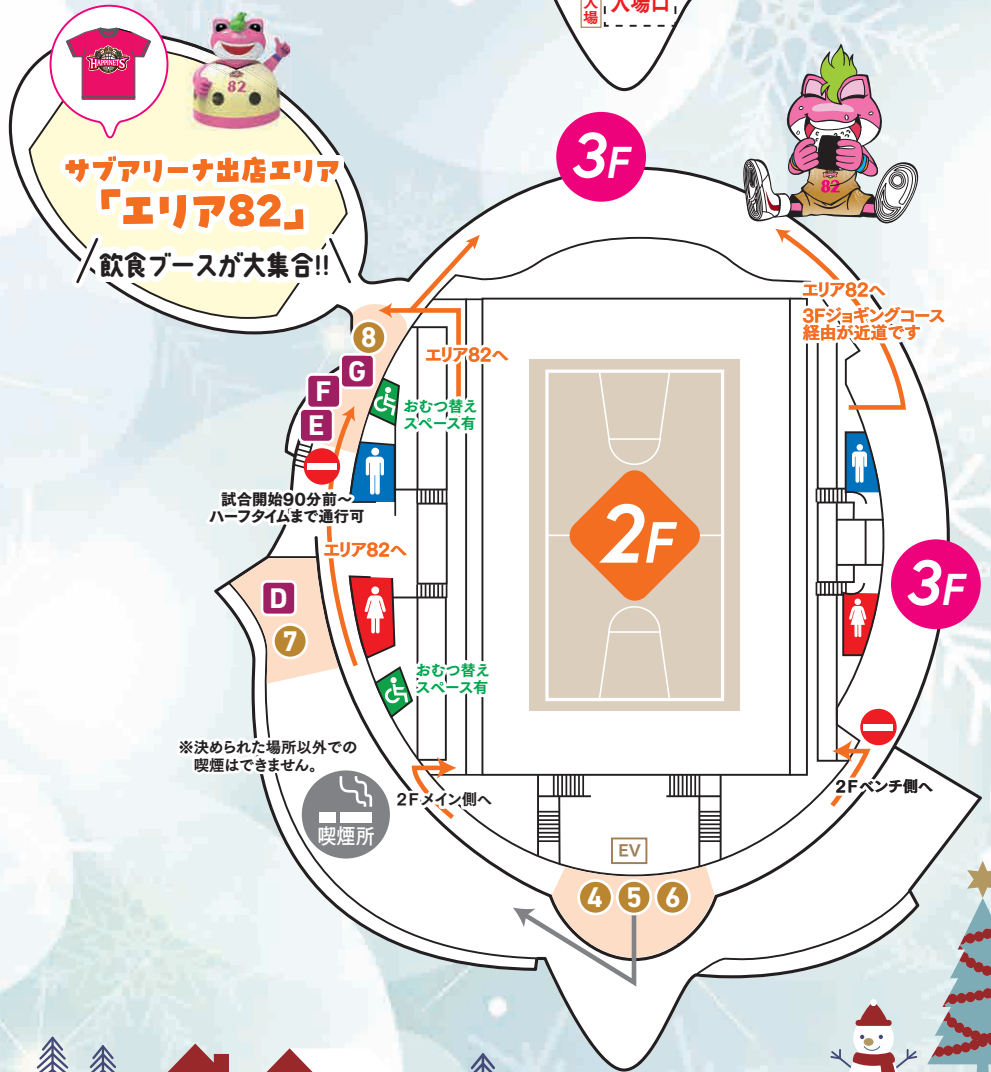 入場
入場口
HAPPINETS
82
サブアリーナ出店エリア
「エリア82」
飲食ブースが大集合!!
3F
82
エリア82へ
3Fジョギングコース
経由が近道です
8
G
F
E
エリア82へ
おむつ替え
スペース有
試合開始90分前〜
ハーフタイムまで通行可
エリア82へ
2F
3F
D
7
おむつ替え
スペース有
※決められた場所以外での
喫煙はできません。
喫煙所
2Fメイン側へ
2Fベンチ側へ
EV
4 5 6